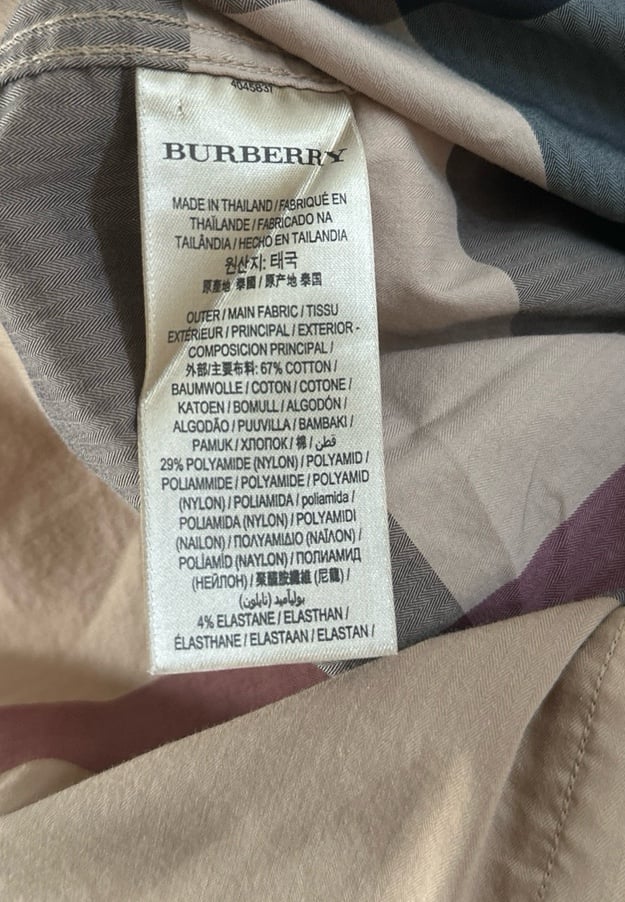 4045837
BURBERRY
MADE IN THAILAND / FABRIQUÉ EN
THAÏLANDE / FABRICADO NA
TAILÂNDIA / HECHO EN TAILANDIA
원산지: 태국
原產地 泰國 / 原产地 泰国
OUTER / MAIN FABRIC / TISSU
EXTÉRIEUR / PRINCIPAL / EXTERIOR -
COMPOSICION PRINCIPAL /
外部/主要布料: 67% COTTON /
BAUMWOLLE / COTON / COTONE /
KATOEN / BOMULL / ALGODÓN /
ALGODÃO / PUUVILLA / BAMBAKI /
PAMUK / ХЛОПОК / 棉 / قطن /
29% POLYAMIDE (NYLON) / POLYAMID /
POLIAMMIDE / POLYAMIDE / POLYAMID
(NYLON) / POLIAMIDA / poliamida /
POLIAMIDA (NYLON) / POLYAMIDI
(NAILON) / ΠΟΛΥΑΜΙΔΙΟ (ΝΑΪΛΟΝ) /
POLİAMİD (NAYLON) / ПОЛИАМИД
(НЕЙЛОН) / 聚醯胺纖維 (尼龍) /
بوليأميد (نايلون)
4% ELASTANE / ELASTHAN /
ÉLASTHANE / ELASTAAN / ELASTAN /